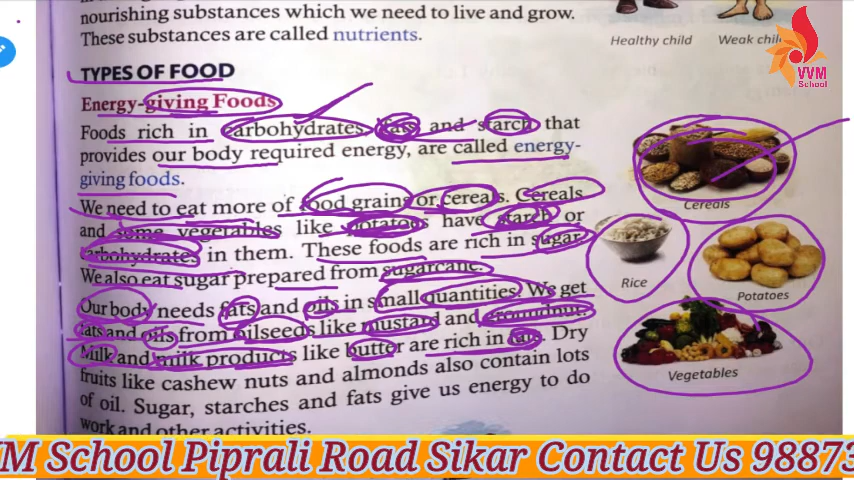 nourishing substances which we need to live and grow.
These substances are called nutrients.
Healthy child Weak child
VVM
School
TYPES OF FOOD
Energy-giving Foods
Foods rich in carbohydrates, fats and starch that
provides our body required energy, are called energy-
giving foods.
We need to eat more of food grains or cereals. Cereals
and some vegetables like potatoes have starch or
carbohydrates in them. These foods are rich in sugar.
We also eat sugar prepared from sugarcane.
Our body needs fats and oils in small quantities. We get
fats and oils from oilseeds like mustard and groundnut.
Milk and milk products like butter are rich in fats. Dry
fruits like cashew nuts and almonds also contain lots
of oil. Sugar, starches and fats give us energy to do
work and other activities.
Cereals
Rice
Potatoes
Vegetables
VM School Piprali Road Sikar Contact Us 98873